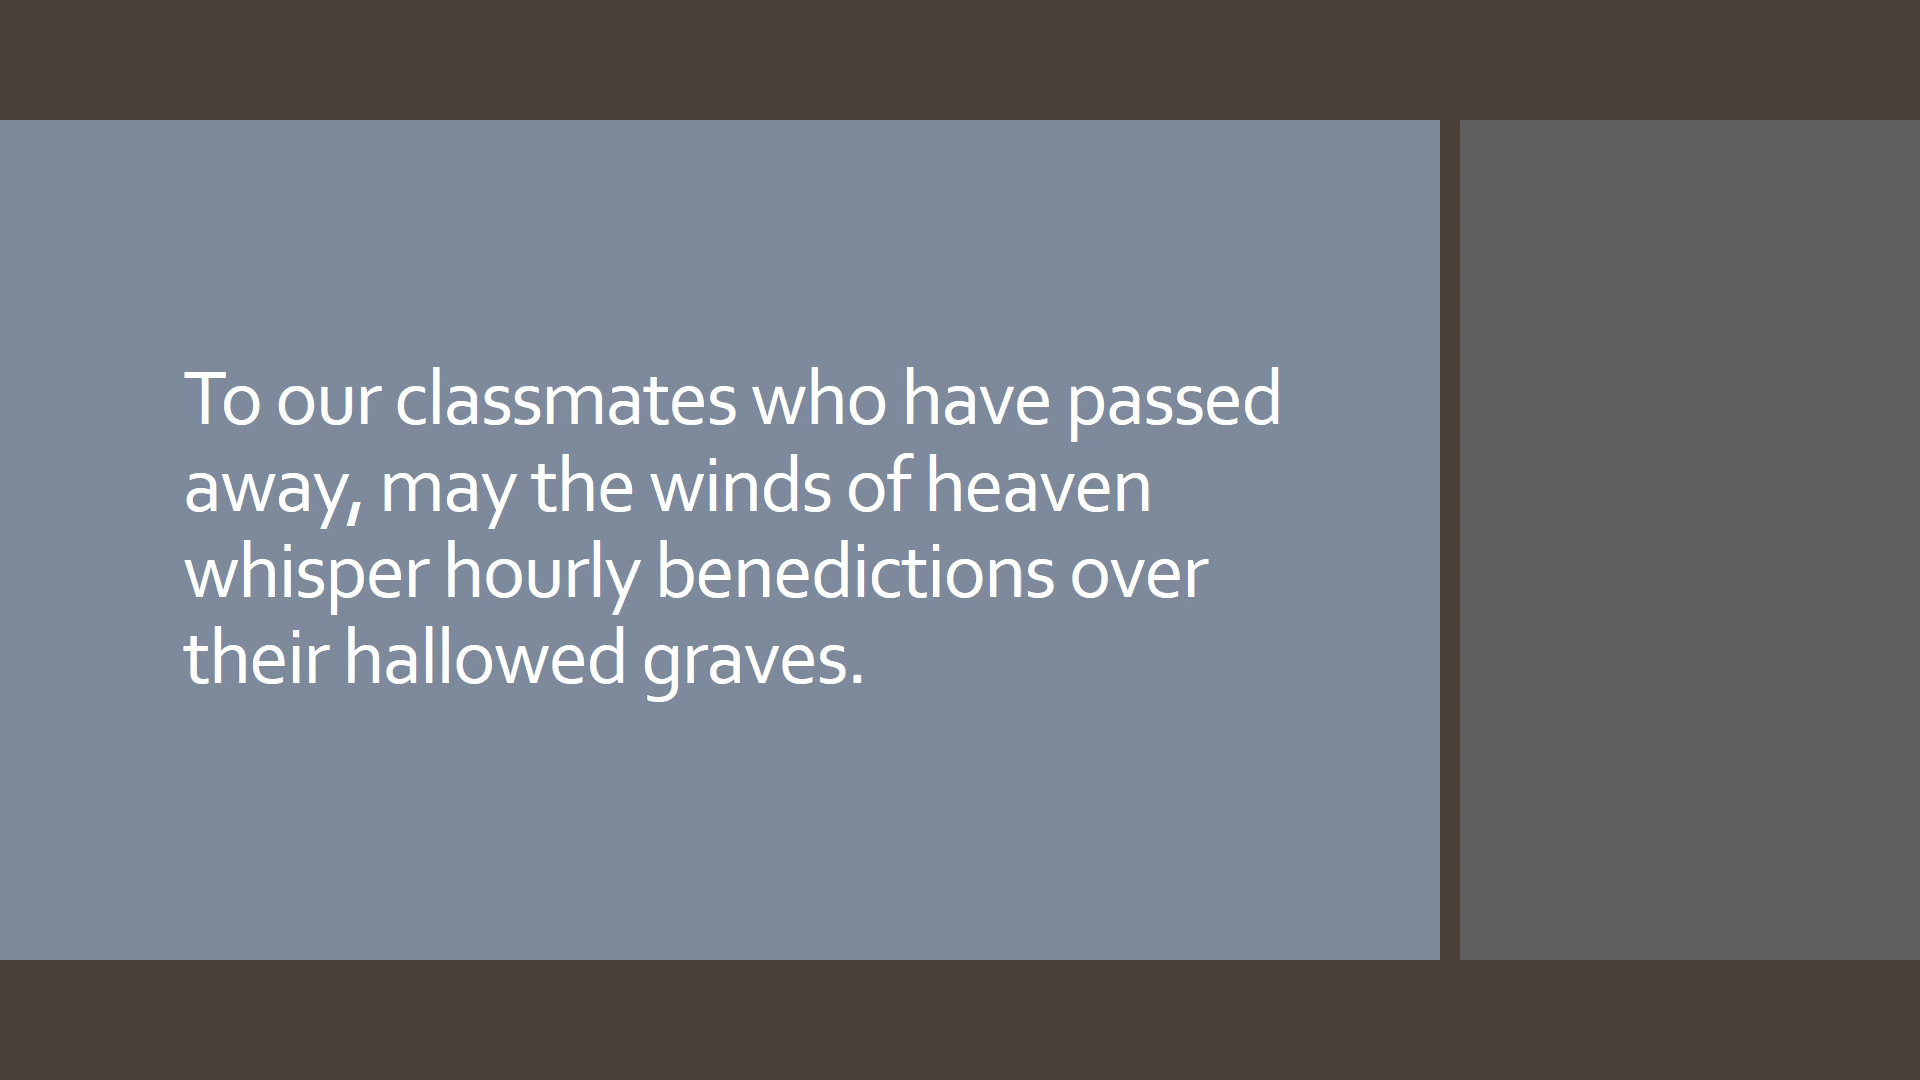 To our classmates who have passed
away, may the winds of heaven
whisper hourly benedictions over
their hallowed graves.